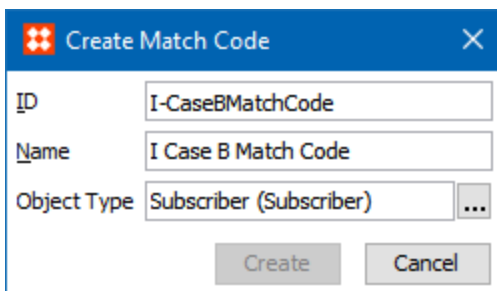 Create Match Code
ID I-CaseBMatchCode
Name I Case B Match Code
Object Type Subscriber (Subscriber) ...
Create Cancel